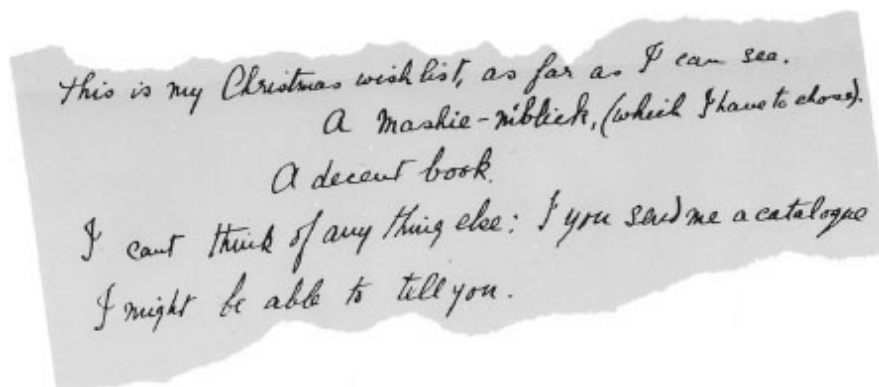 This is my Christmas wish list, as far as I can see.
A mashie-niblick, (which I have to chose).
A decent book.
I cant think of any thing else: I you send me a catalogue
I might be able to tell you.